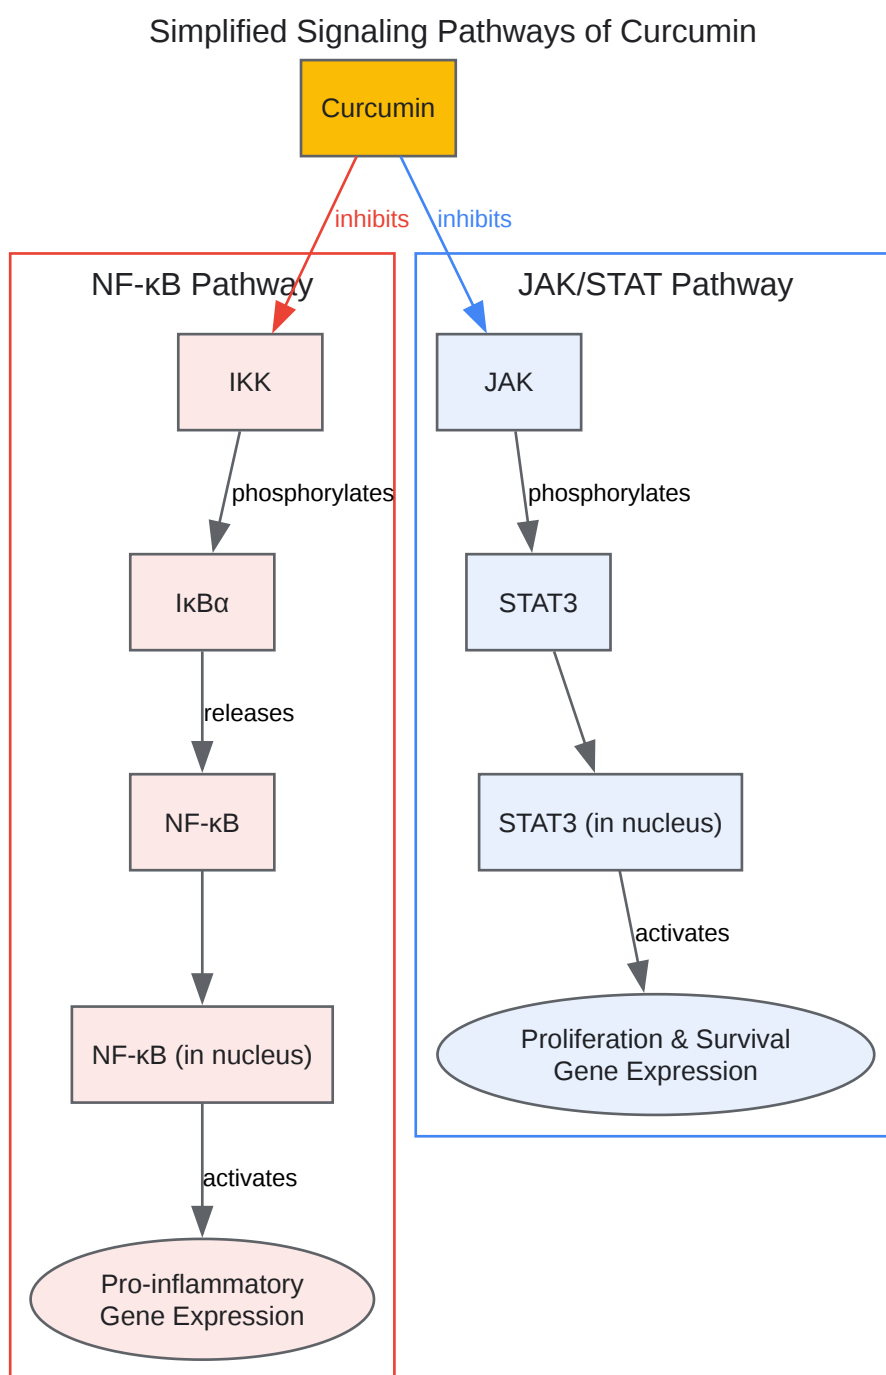 Simplified Signaling Pathways of Curcumin
Curcumin
inhibits
inhibits
NF-κB Pathway
IKK
phosphorylates
IκBα
releases
NF-κB
NF-κB (in nucleus)
activates
Pro-inflammatory
Gene Expression
JAK/STAT Pathway
JAK
phosphorylates
STAT3
STAT3 (in nucleus)
activates
Proliferation & Survival
Gene Expression